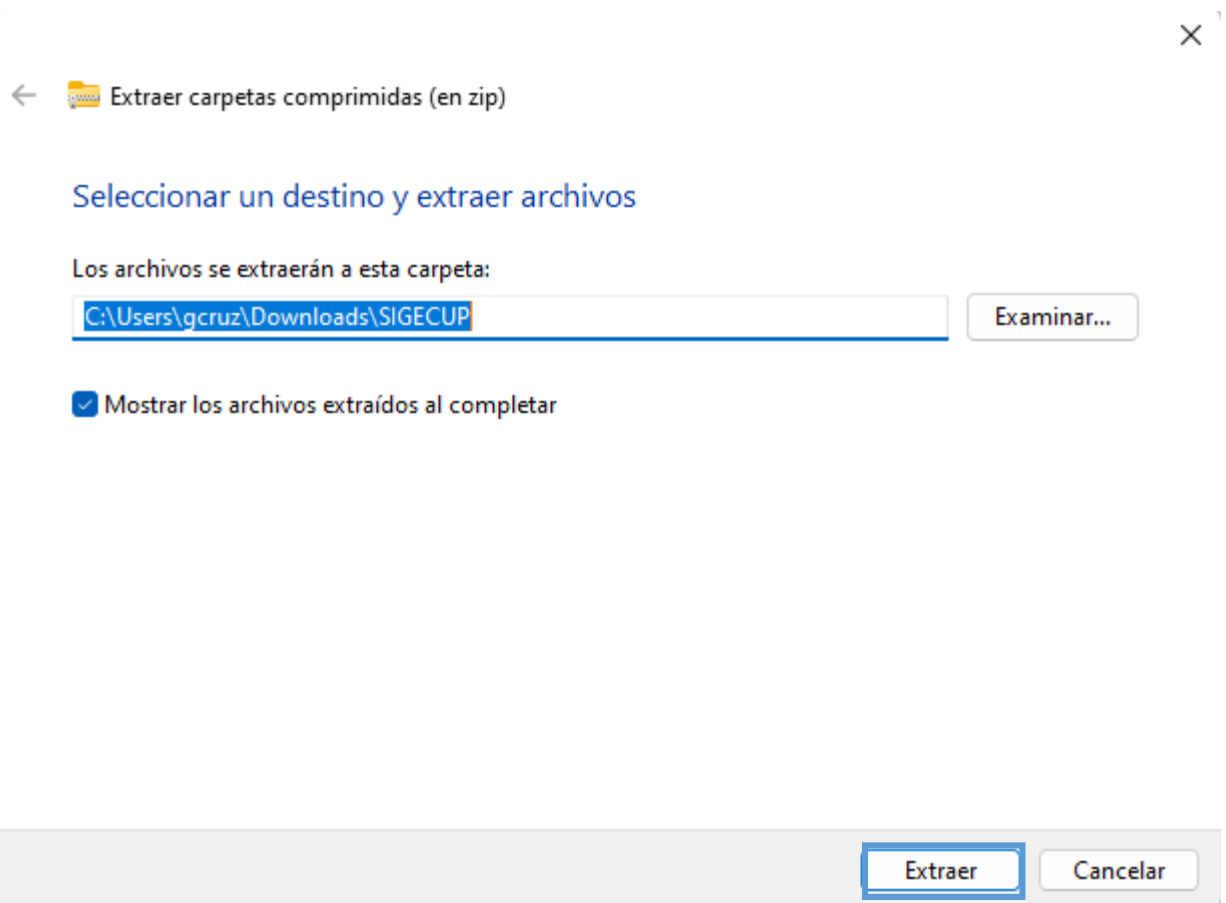 Extraer carpetas comprimidas (en zip)
Seleccionar un destino y extraer archivos
Los archivos se extraerán a esta carpeta:
C:\Users\gcruz\Downloads\SIGECUP
Examinar...
Mostrar los archivos extraídos al completar
Extraer
Cancelar